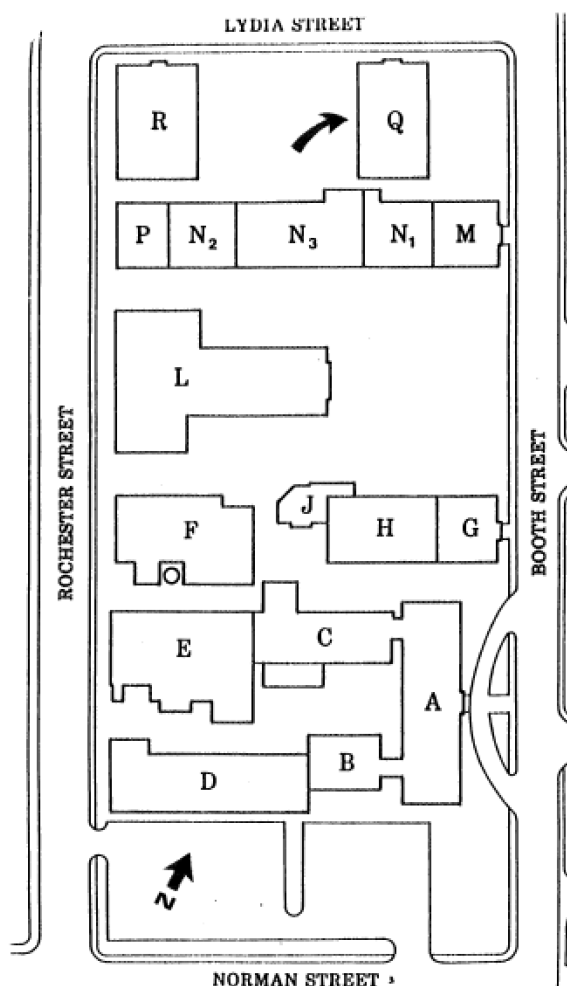 LYDIA STREET
R
Q
P
N₂
N₃
N₁
M
L
ROCHESTER STREET
BOOTH STREET
J
F
H
G
E
C
A
B
D
N
NORMAN STREET